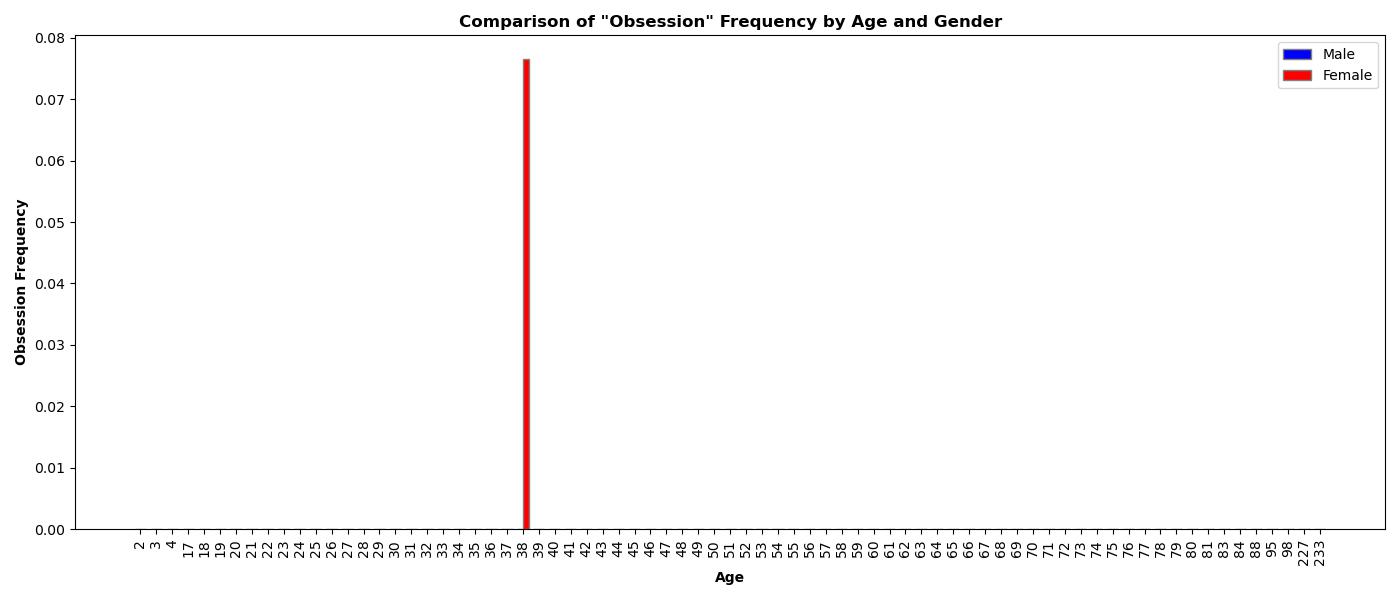 Comparison of "Obsession" Frequency by Age and Gender
0.08
0.07
0.06
0.05
0.04
0.03
0.02
0.01
0.00
Obsession Frequency
Male
Female
2 3 4 17 18 19 20 21 22 23 24 25 26 27 28 29 30 31 32 33 34 35 36 37 38 39 40 41 42 43 44 45 46 47 48 49 50 51 52 53 54 55 56 57 58 59 60 61 62 63 64 65 66 67 68 69 70 71 72 73 74 75 76 77 78 79 80 81 83 84 88 95 98 227 233
Age